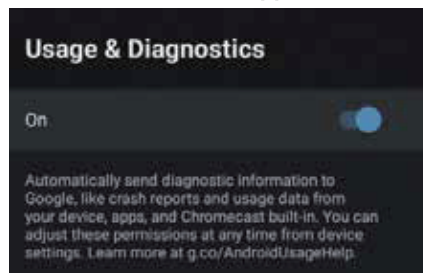 Usage & Diagnostics
On
Automatically send diagnostic information to
Google, like crash reports and usage data from
your device, apps, and Chromecast built-in. You can
adjust these permissions at any time from device
settings. Learn more at g.co/AndroidUsageHelp.